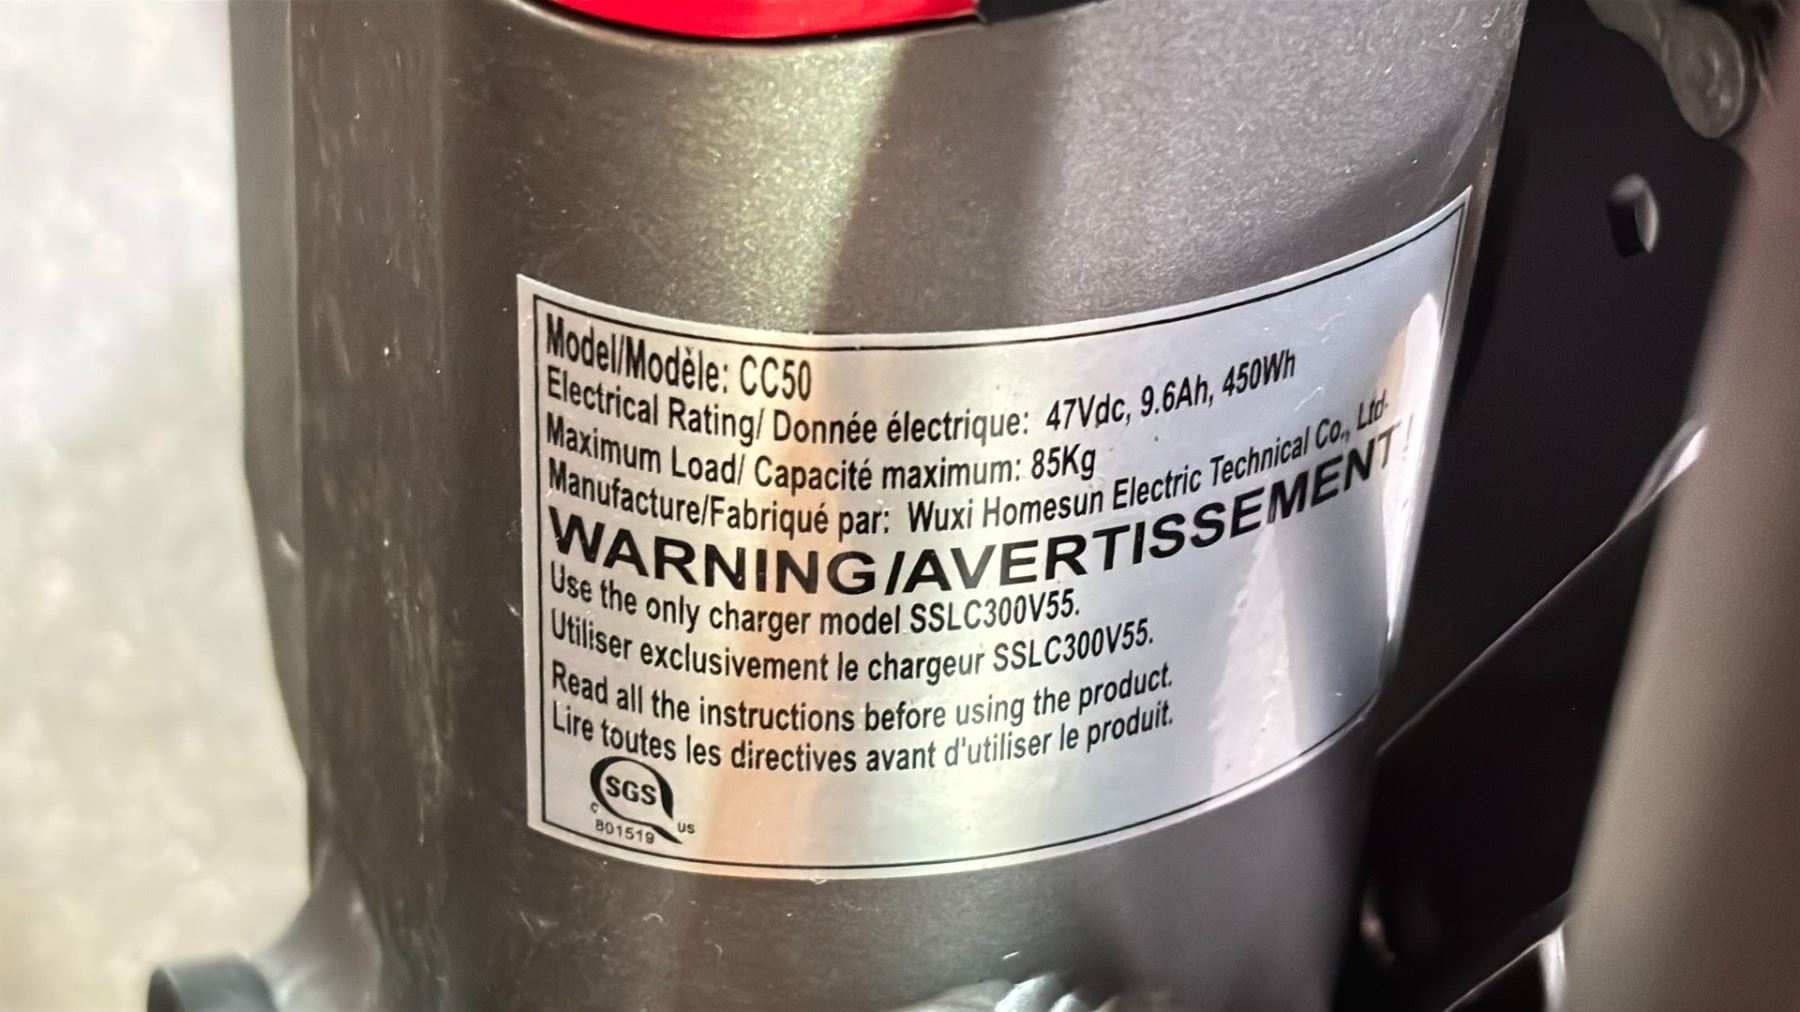 Model/Modèle: CC50
Electrical Rating/ Donnée électrique: 47Vdc, 9.6Ah, 450Wh
Maximum Load/ Capacité maximum: 85Kg
Manufacture/Fabriqué par: Wuxi Homesun Electric Technical Co., Ltd.
WARNING/AVERTISSEMENT!
Use the only charger model SSLC300V55.
Utiliser exclusivement le chargeur SSLC300V55.
Read all the instructions before using the product.
Lire toutes les directives avant d'utiliser le produit.
SGS
C US
801519